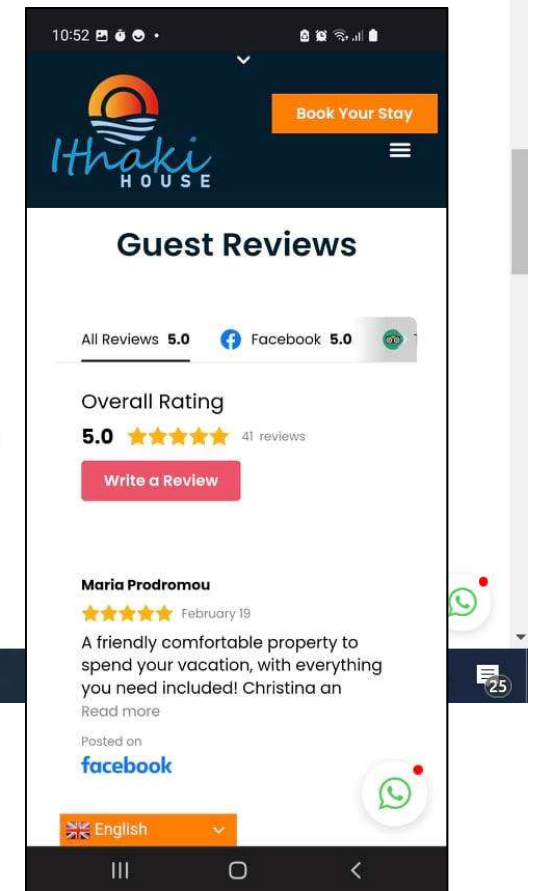 10:52
Book Your Stay
Ithaki
HOUSE
Guest Reviews
All Reviews 5.0
Facebook 5.0
Overall Rating
5.0 41 reviews
Write a Review
Maria Prodromou
February 19
A friendly comfortable property to
spend your vacation, with everything
you need included! Christina an
Read more
Posted on
facebook
English
25